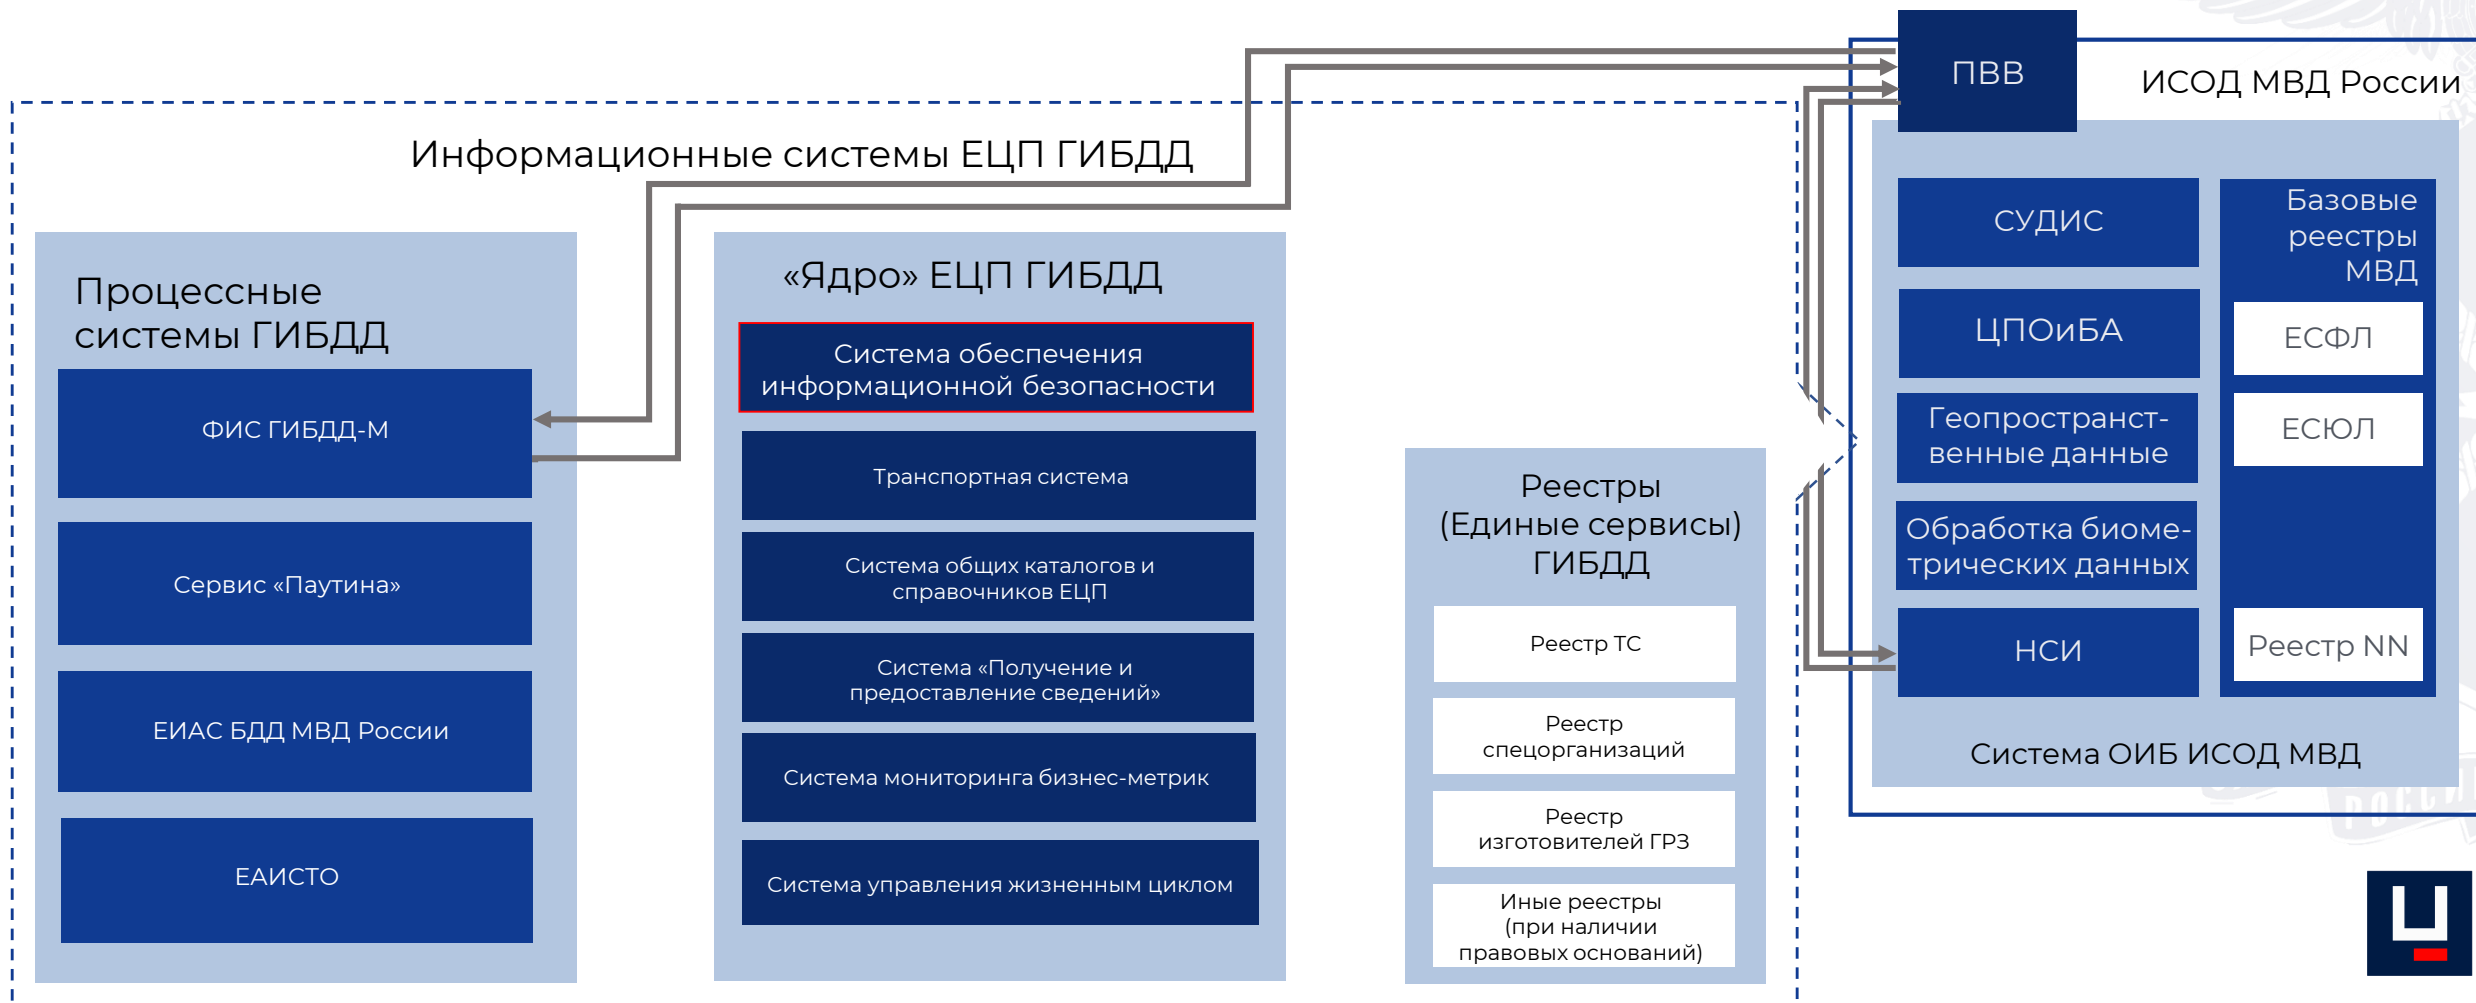 ПВВ
ИСОД МВД России
Информационные системы ЕЦП ГИБДД
Процессные
системы ГИБДД
ФИС ГИБДД-М
Сервис «Паутина»
ЕИАС БДД МВД России
ЕАИСТО
«Ядро» ЕЦП ГИБДД
Система обеспечения
информационной безопасности
Транспортная система
Система общих каталогов и
справочников ЕЦП
Система «Получение и
предоставление сведений»
Система мониторинга бизнес-метрик
Система управления жизненным циклом
Реестры
(Единые сервисы)
ГИБДД
Реестр ТС
Реестр
спецорганизаций
Реестр
изготовителей ГРЗ
Иные реестры
(при наличии
правовых оснований)
СУДИС
ЦПОиБА
Геопространст-
венные данные
Обработка биоме-
трических данных
НСИ
Базовые
реестры
МВД
ЕСФЛ
ЕСЮЛ
Реестр NN
Система ОИБ ИСОД МВД
Ц